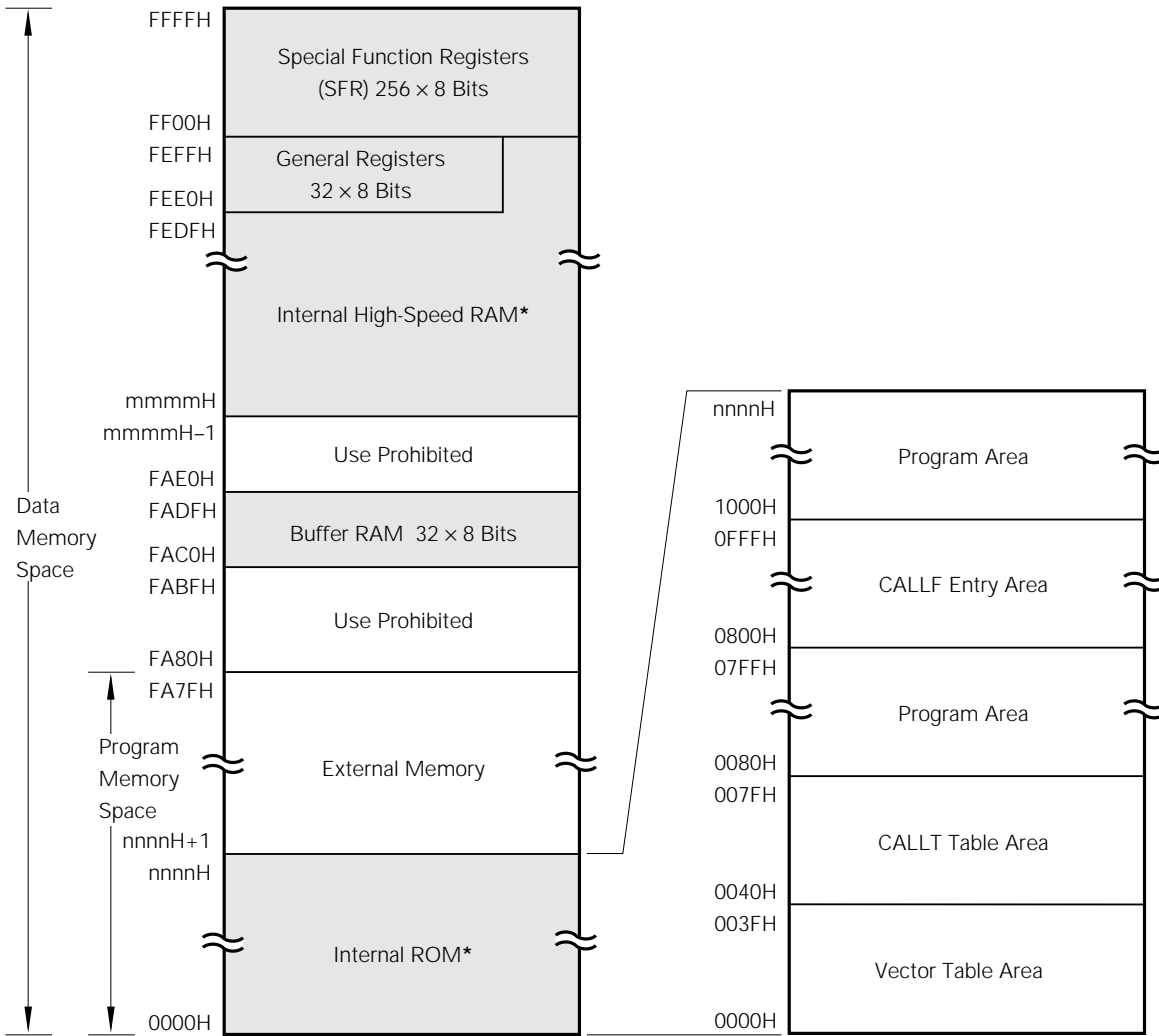 FFFFH
Special Function Registers
(SFR) 256 × 8 Bits
FF00H
FEFFH
General Registers
32 × 8 Bits
FEE0H
FEDFH
Internal High-Speed RAM*
mmmmH
mmmmH–1
Use Prohibited
FAE0H
FADFH
Buffer RAM 32 × 8 Bits
FAC0H
FABFH
Use Prohibited
FA80H
FA7FH
External Memory
nnnnH+1
nnnnH
Internal ROM*
0000H
Data
Memory
Space
Program
Memory
Space
nnnnH
Program Area
1000H
0FFFH
CALLF Entry Area
0800H
07FFH
Program Area
0080H
007FH
CALLT Table Area
0040H
003FH
Vector Table Area
0000H